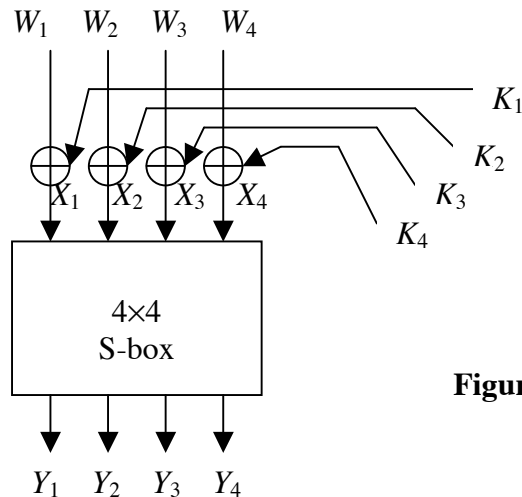 W1 W2 W3 W4
K1
K2
K3
K4
X1 X2 X3 X4
4×4
S-box
Figur
Y1 Y2 Y3 Y4